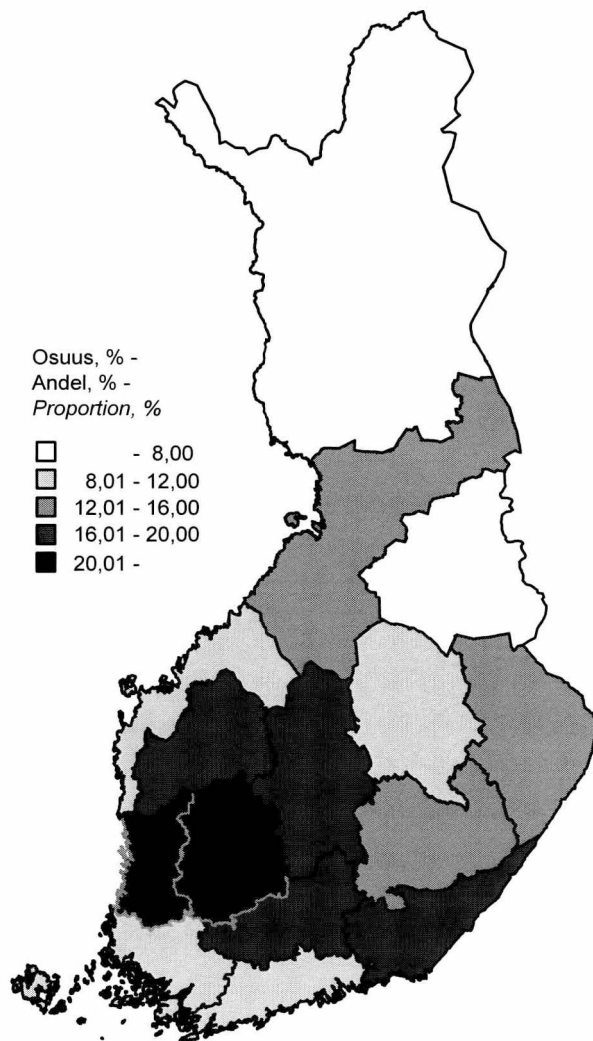 Osuus, % -
Andel, % -
Proportion, %
- 8,00
8,01 - 12,00
12,01 - 16,00
16,01 - 20,00
20,01 -